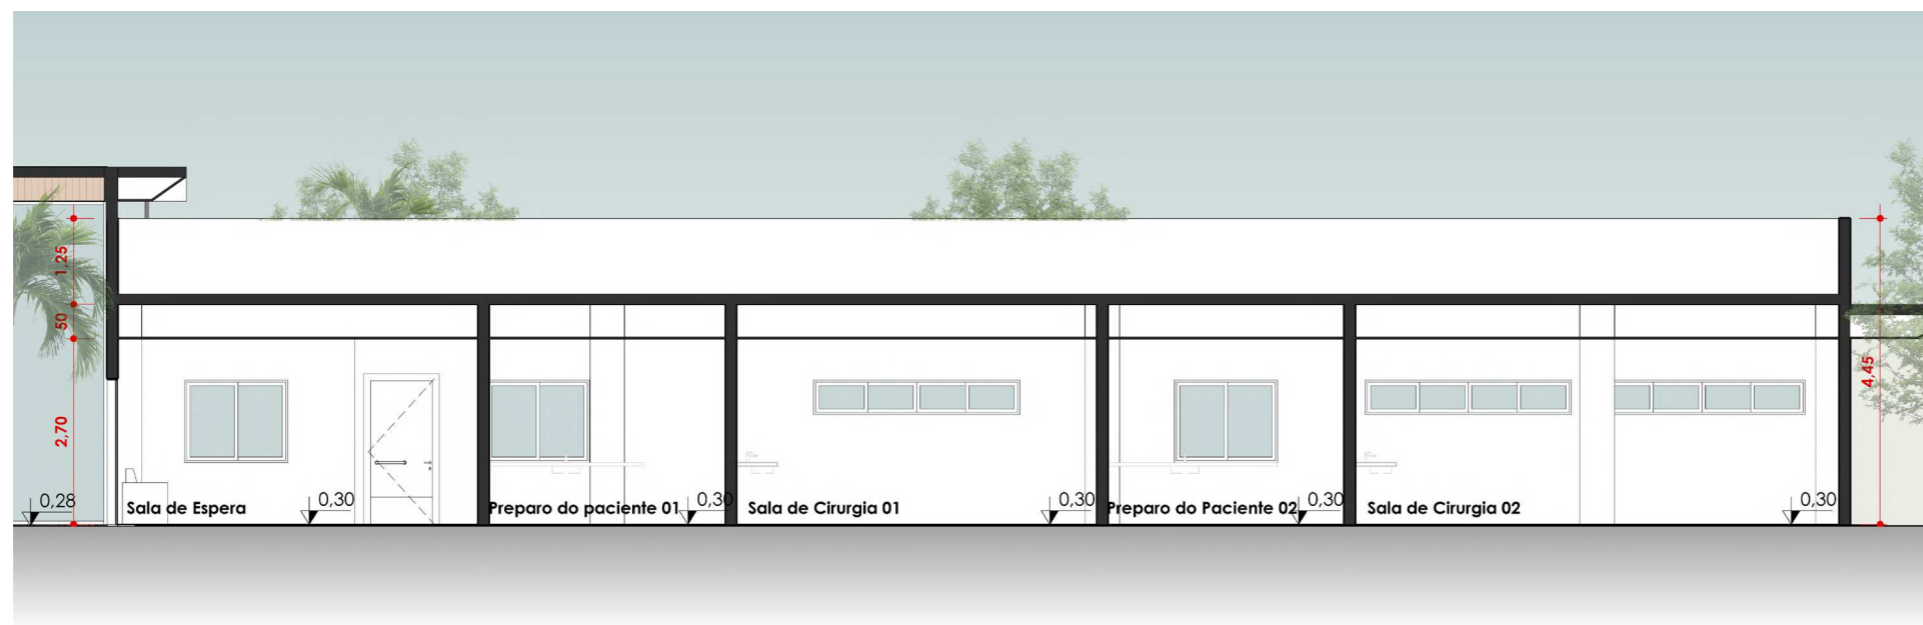 1,25
50
2,70
4,45
0,28
Sala de Espera
0,30
Preparo do paciente 01
0,30
Sala de Cirurgia 01
0,30
Preparo do Paciente 02
0,30
Sala de Cirurgia 02
0,30